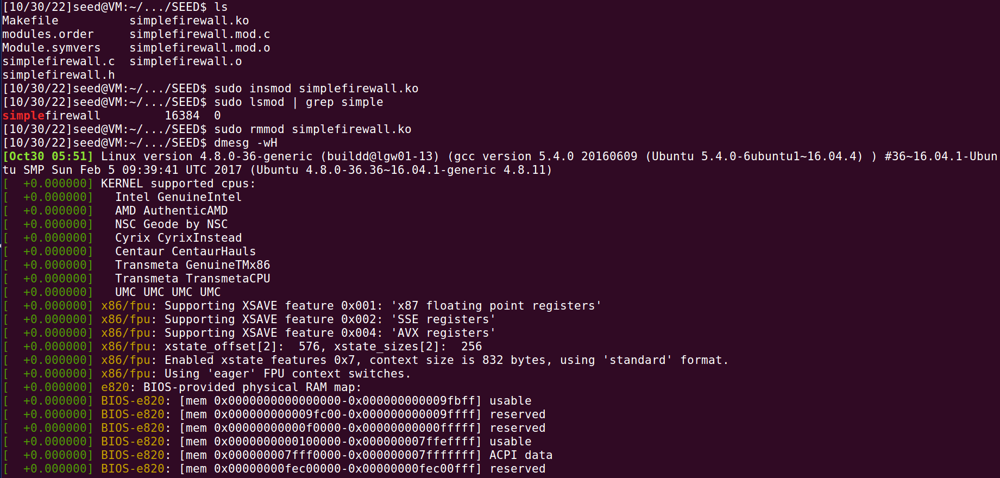 [10/30/22]seed@VM:~/.../SEED$ ls
Makefile          simplefirewall.ko
modules.order     simplefirewall.mod.c
Module.symvers    simplefirewall.mod.o
simplefirewall.c  simplefirewall.o
simplefirewall.h
[10/30/22]seed@VM:~/.../SEED$ sudo insmod simplefirewall.ko
[10/30/22]seed@VM:~/.../SEED$ sudo lsmod | grep simple
simplefirewall         16384  0
[10/30/22]seed@VM:~/.../SEED$ sudo rmmod simplefirewall.ko
[10/30/22]seed@VM:~/.../SEED$ dmesg -wH
[Oct30 05:51] Linux version 4.8.0-36-generic (buildd@lgw01-13) (gcc version 5.4.0 20160609 (Ubuntu 5.4.0-6ubuntu1~16.04.4) ) #36~16.04.1-Ubun
tu SMP Sun Feb 5 09:39:41 UTC 2017 (Ubuntu 4.8.0-36.36~16.04.1-generic 4.8.11)
[  +0.000000] KERNEL supported cpus:
[  +0.000000]   Intel GenuineIntel
[  +0.000000]   AMD AuthenticAMD
[  +0.000000]   NSC Geode by NSC
[  +0.000000]   Cyrix CyrixInstead
[  +0.000000]   Centaur CentaurHauls
[  +0.000000]   Transmeta GenuineTMx86
[  +0.000000]   Transmeta TransmetaCPU
[  +0.000000]   UMC UMC UMC UMC
[  +0.000000] x86/fpu: Supporting XSAVE feature 0x001: 'x87 floating point registers'
[  +0.000000] x86/fpu: Supporting XSAVE feature 0x002: 'SSE registers'
[  +0.000000] x86/fpu: Supporting XSAVE feature 0x004: 'AVX registers'
[  +0.000000] x86/fpu: xstate_offset[2]:  576, xstate_sizes[2]:  256
[  +0.000000] x86/fpu: Enabled xstate features 0x7, context size is 832 bytes, using 'standard' format.
[  +0.000000] x86/fpu: Using 'eager' FPU context switches.
[  +0.000000] e820: BIOS-provided physical RAM map:
[  +0.000000] BIOS-e820: [mem 0x0000000000000000-0x000000000009fbff] usable
[  +0.000000] BIOS-e820: [mem 0x000000000009fc00-0x000000000009ffff] reserved
[  +0.000000] BIOS-e820: [mem 0x00000000000f0000-0x00000000000fffff] reserved
[  +0.000000] BIOS-e820: [mem 0x0000000000100000-0x000000007ffeffff] usable
[  +0.000000] BIOS-e820: [mem 0x000000007fff0000-0x000000007fffffff] ACPI data
[  +0.000000] BIOS-e820: [mem 0x00000000fec00000-0x00000000fec00fff] reserved